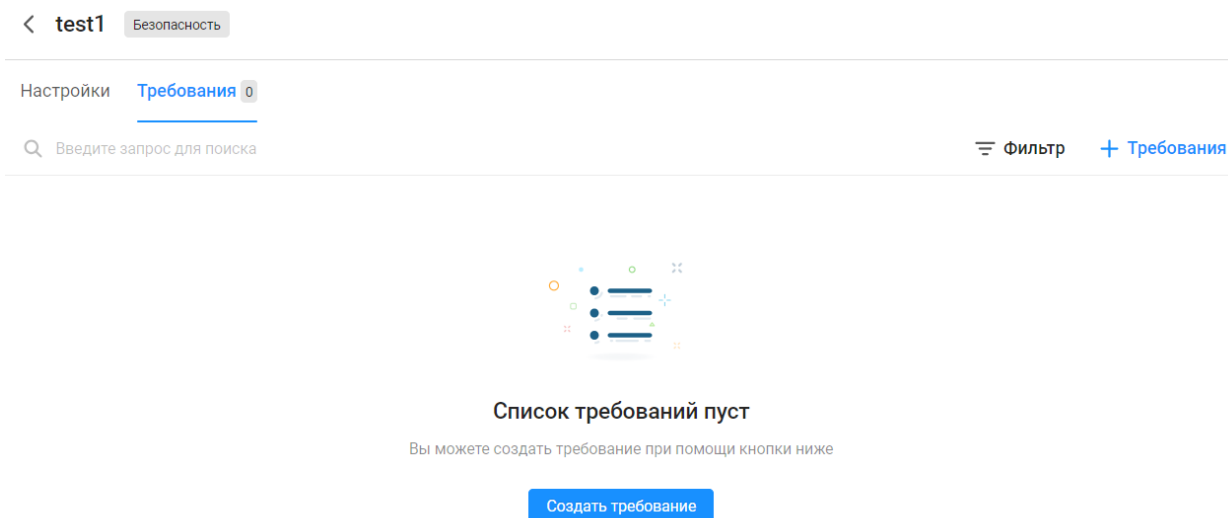 test1 Безопасность
Настройки Требования 0
Введите запрос для поиска Фильтр + Требования
Список требований пуст
Вы можете создать требование при помощи кнопки ниже
Создать требование